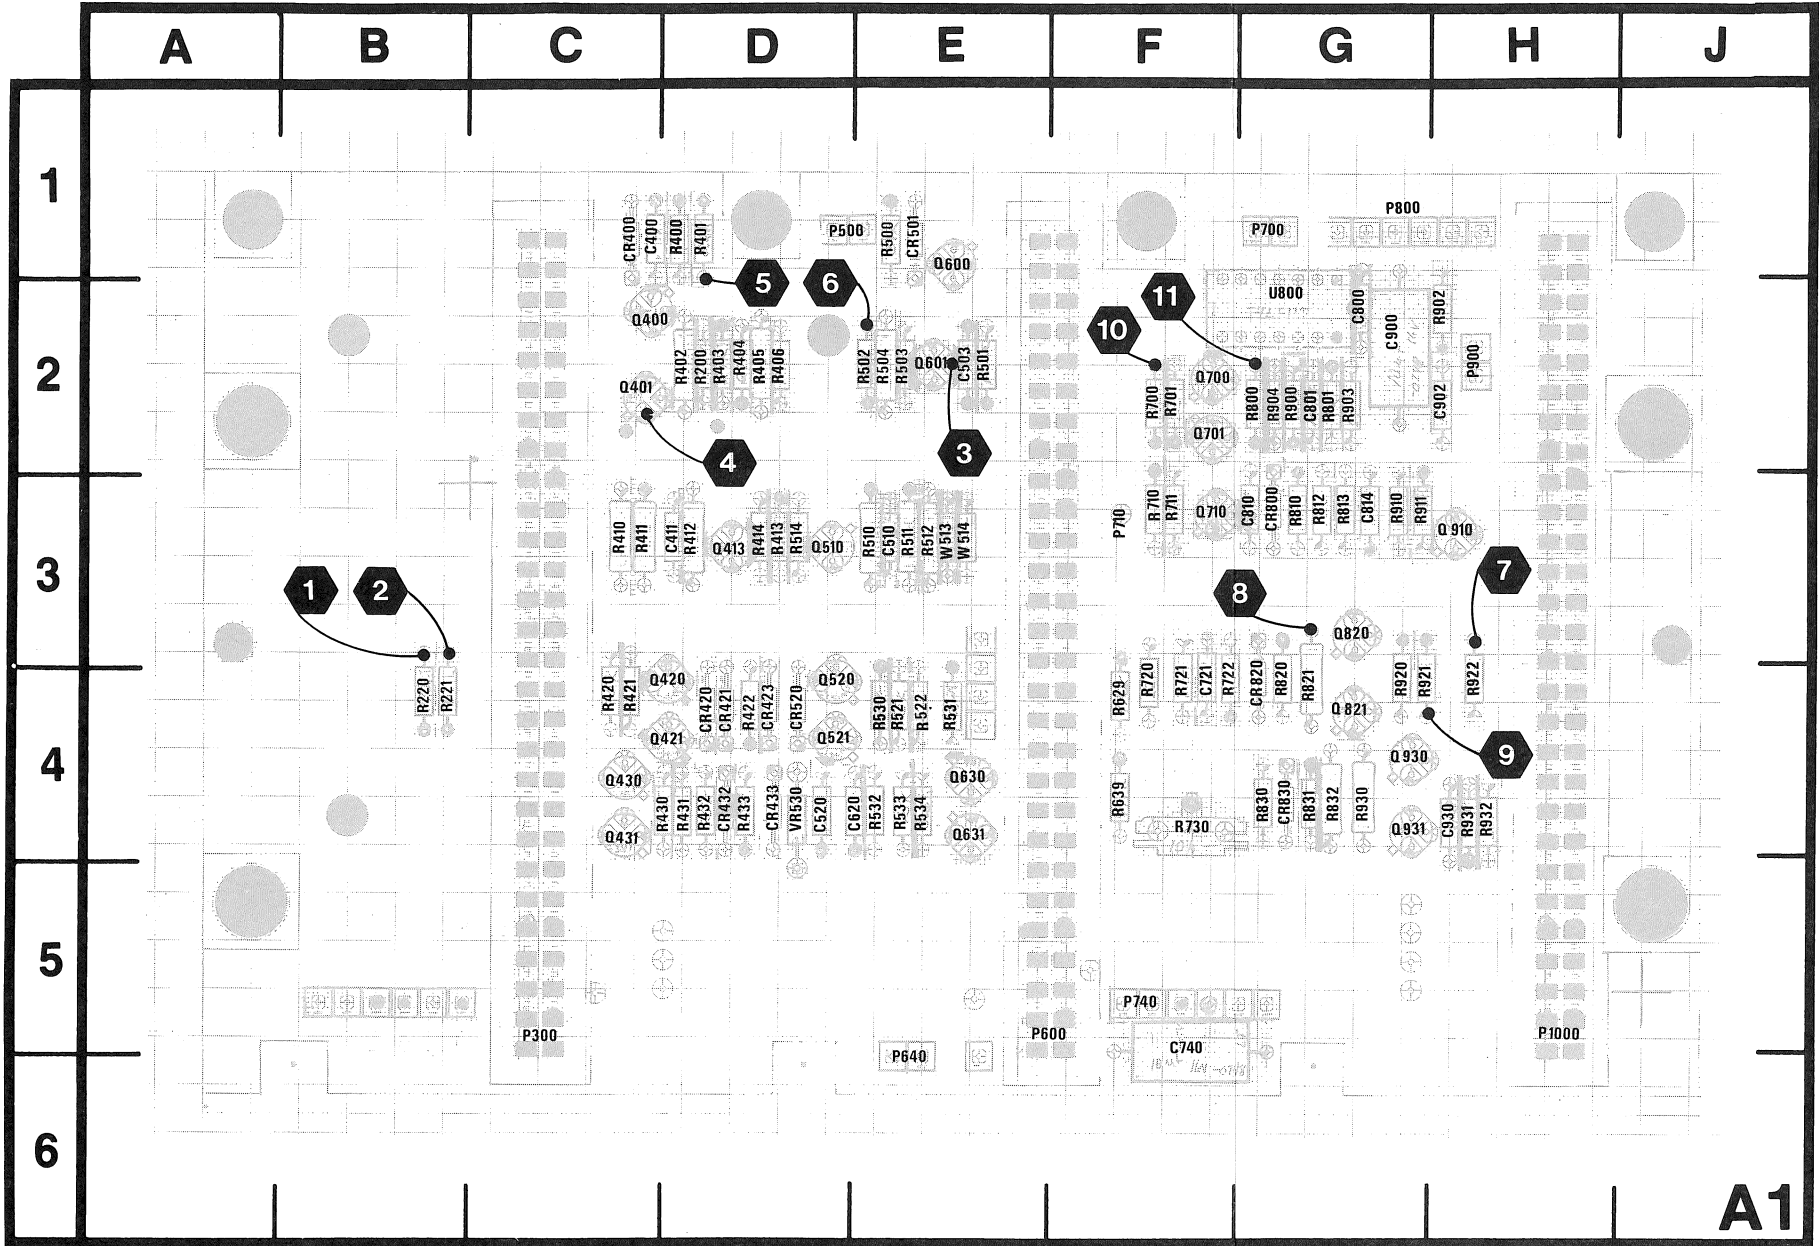 A B C D E F G H J
1
CR400 C400 R400 R401 P500 R500 CR501 Q600 P700 P800
5 6 11 10
Q400 U800 C800 C900 R902
2
R402 R200 R403 R404 R405 R406 R502 R504 R503 Q601 C503 R501 Q700 P900
Q401 R700 R701 R800 R904 R900 C801 R801 R903 C902
Q701
4 3
R410 R411 C411 R412 Q413 R414 R413 R514 Q510 R510 C510 R511 R512 W513 W514 P710 R710 R711 Q710 C810 CR800 R810 R812 R813 C814 R910 R911 Q910
3
1 2 8 7
Q820
R220 R221 R420 R421 Q420 CR420 CR421 R422 CR423 CR520 Q520 R530 R521 R522 R531 R629 R720 R721 C721 R722 CR820 R820 R821 Q821 R920 R921 R922
Q421 Q521
4
9
Q430 Q630 Q930
R430 R431 R432 CR432 R433 CR433 VR530 C520 C620 R532 R533 R534 R639 R730 R830 CR830 R831 R832 R930 C930 R931 R932
Q431 Q631 Q931
5
P740
P300 P600 P1000
P640 C740
6
A1